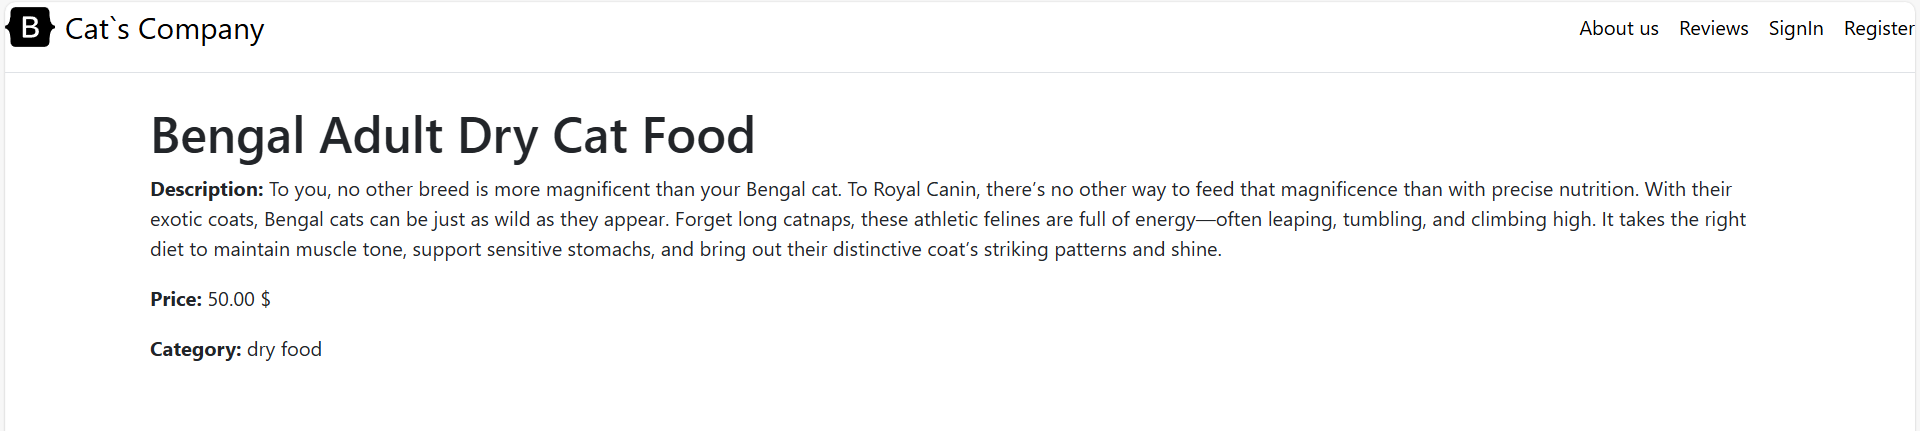 B Cat`s Company
About us Reviews SignIn Register
Bengal Adult Dry Cat Food
Description: To you, no other breed is more magnificent than your Bengal cat. To Royal Canin, there’s no other way to feed that magnificence than with precise nutrition. With their
exotic coats, Bengal cats can be just as wild as they appear. Forget long catnaps, these athletic felines are full of energy—often leaping, tumbling, and climbing high. It takes the right
diet to maintain muscle tone, support sensitive stomachs, and bring out their distinctive coat’s striking patterns and shine.
Price: 50.00 $
Category: dry food